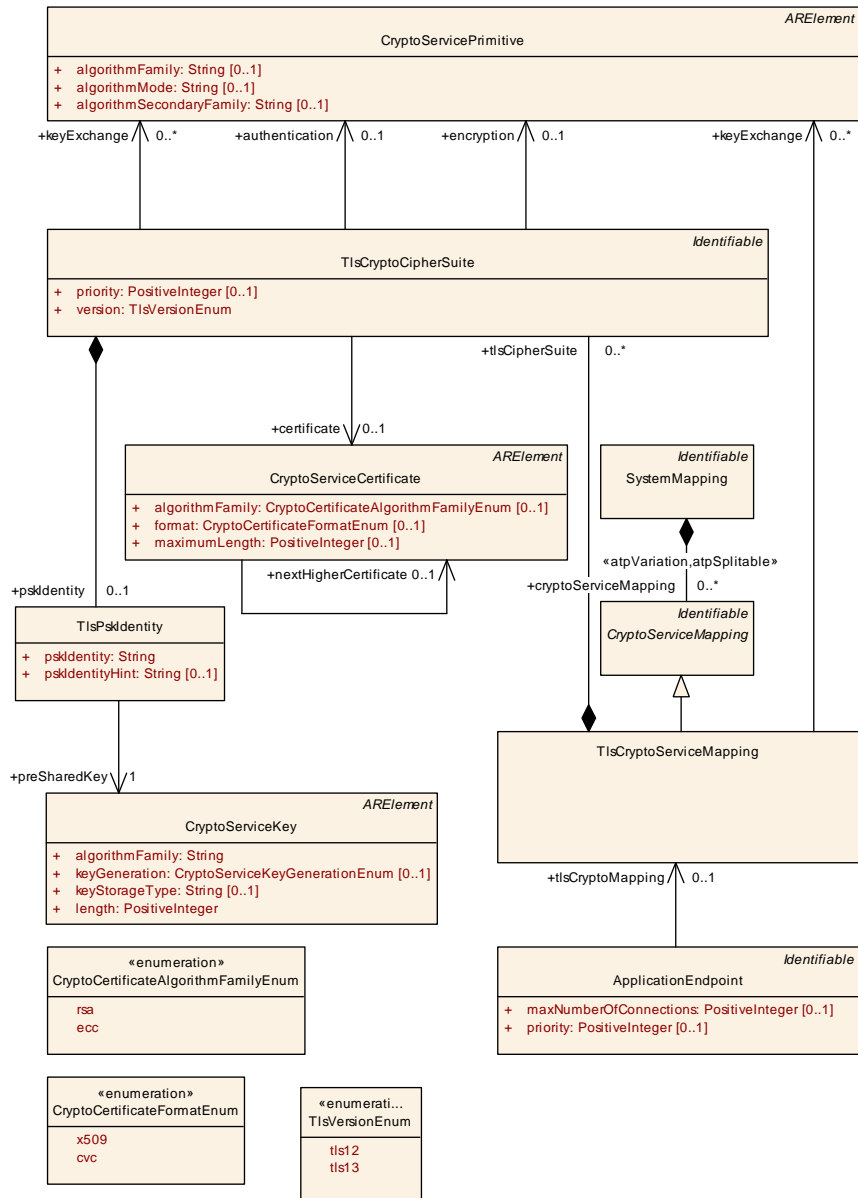 ARElement
CryptoServicePrimitive
+ algorithmFamily: String [0..1]
+ algorithmMode: String [0..1]
+ algorithmSecondaryFamily: String [0..1]
+keyExchange 0..* +authentication 0..1 +encryption 0..1 +keyExchange 0..*
Identifiable
TlsCryptoCipherSuite
+ priority: PositiveInteger [0..1]
+ version: TlsVersionEnum
+tlsCipherSuite 0..*
+certificate 0..1
ARElement
CryptoServiceCertificate
+ algorithmFamily: CryptoCertificateAlgorithmFamilyEnum [0..1]
+ format: CryptoCertificateFormatEnum [0..1]
+ maximumLength: PositiveInteger [0..1]
Identifiable
SystemMapping
«atpVariation,atpSplitable»
+nextHigherCertificate 0..1
+cryptoServiceMapping 0..*
+pskIdentity 0..1
Identifiable
CryptoServiceMapping
TlsPskIdentity
+ pskIdentity: String
+ pskIdentityHint: String [0..1]
TlsCryptoServiceMapping
+preSharedKey 1
ARElement
CryptoServiceKey
+ algorithmFamily: String
+ keyGeneration: CryptoServiceKeyGenerationEnum [0..1]
+ keyStorageType: String [0..1]
+ length: PositiveInteger
+tlsCryptoMapping 0..1
Identifiable
ApplicationEndpoint
+ maxNumberOfConnections: PositiveInteger [0..1]
+ priority: PositiveInteger [0..1]
«enumeration»
CryptoCertificateAlgorithmFamilyEnum
rsa
ecc
«enumeration»
CryptoCertificateFormatEnum
x509
cvc
«enumerati...
TlsVersionEnum
tls12
tls13